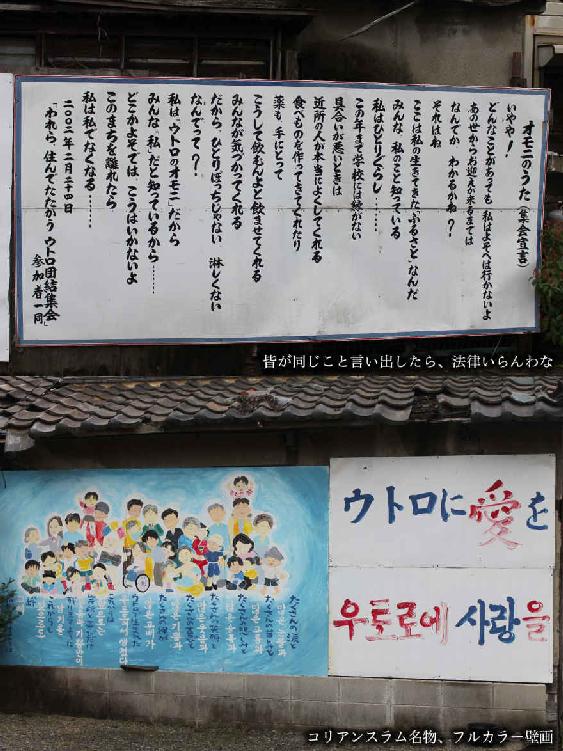 オモニのうた(集会宣言)
いやや!
どんなことがあっても 私はよそへは行かないよ
あの世からお迎えが来るまでは
なんでか わかるかね?
それはね
ここは私の生きてきた「ふるさと」なんだ
みんな、私のことを知っている
私はひとりぐらし……
この年まで学校には縁がない
具合いが悪いときは
近所の人が本当によくしてくれる
食べものを作ってきてくれたり
薬も、手にとって
こうして飲むんよと飲ませてくれる
みんなが気づかってくれる
だから、ひとりぼっちじゃない 淋しくない
なんでって?
私は「ウトロのオモニ」だから
みんな、「私」だと知っているから……
どこかよそでは、こうはいかないよ
このまちを離れたら
私は私でなくなる……
二〇〇二年二月二十四日
「われら、住んでたたかう ウトロ団結集会」
参加者一同
皆が同じこと言い出したら、法律いらんわな
ウトロに愛を
우토로에 사랑을
たくさんの涙と
コリアンスラム名物、フルカラー壁画